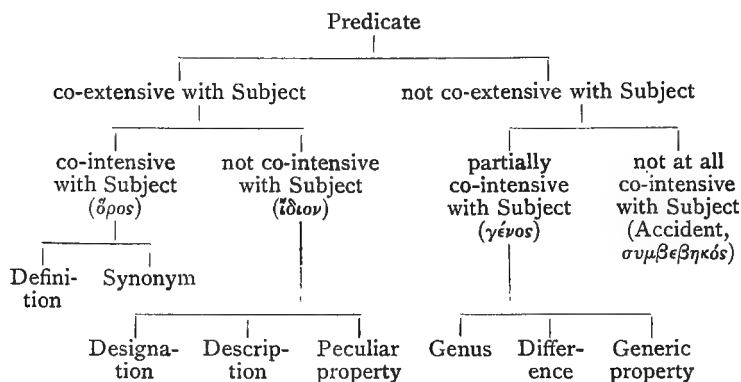 Predicate
co-extensive with Subject
not co-extensive with Subject
co-intensive
with Subject
(ὅρος)
not co-intensive
with Subject
(ἴδιον)
partially
co-intensive
with Subject
(γένος)
not at all
co-intensive
with Subject
(Accident,
συμβεβηκός)
Defini-
tion
Synonym
Designa-
tion
Descrip-
tion
Peculiar
property
Genus
Differ-
ence
Generic
property